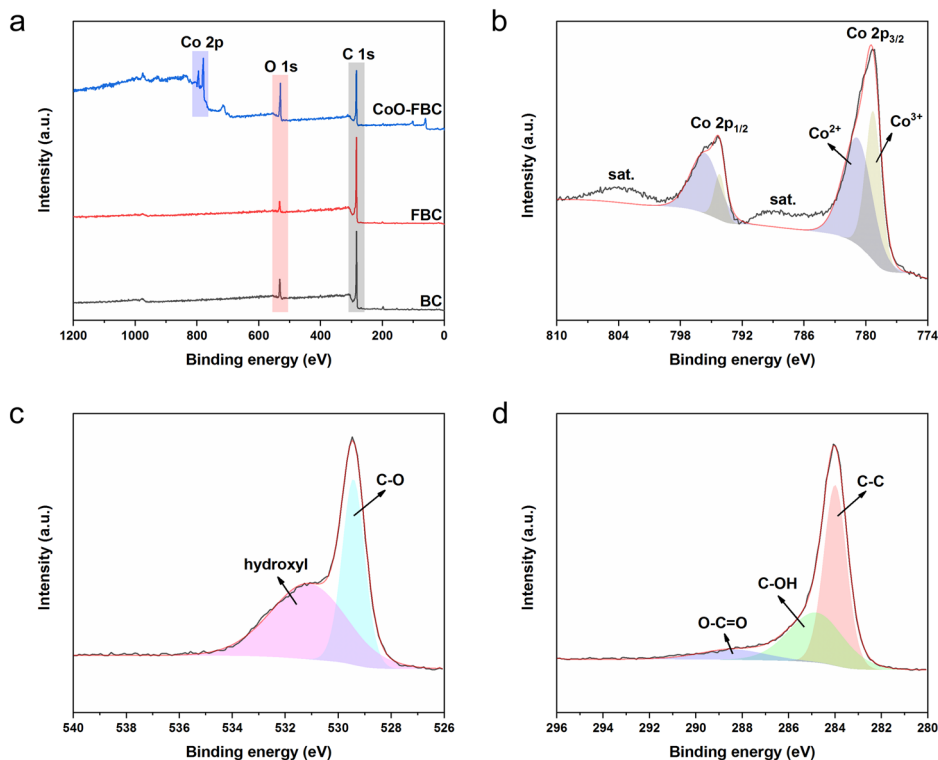 a
Co 2p
O 1s
C 1s
CoO-FBC
FBC
BC
Intensity (a.u.)
1200 1000 800 600 400 200 0
Binding energy (eV)
b
Co 2p3/2
Co 2p1/2
Co2+
Co3+
sat.
sat.
Intensity (a.u.)
810 804 798 792 786 780 774
Binding energy (eV)
c
C-O
hydroxyl
Intensity (a.u.)
540 538 536 534 532 530 528 526
Binding energy (eV)
d
C-C
C-OH
O-C=O
Intensity (a.u.)
296 294 292 290 288 286 284 282 280
Binding energy (eV)